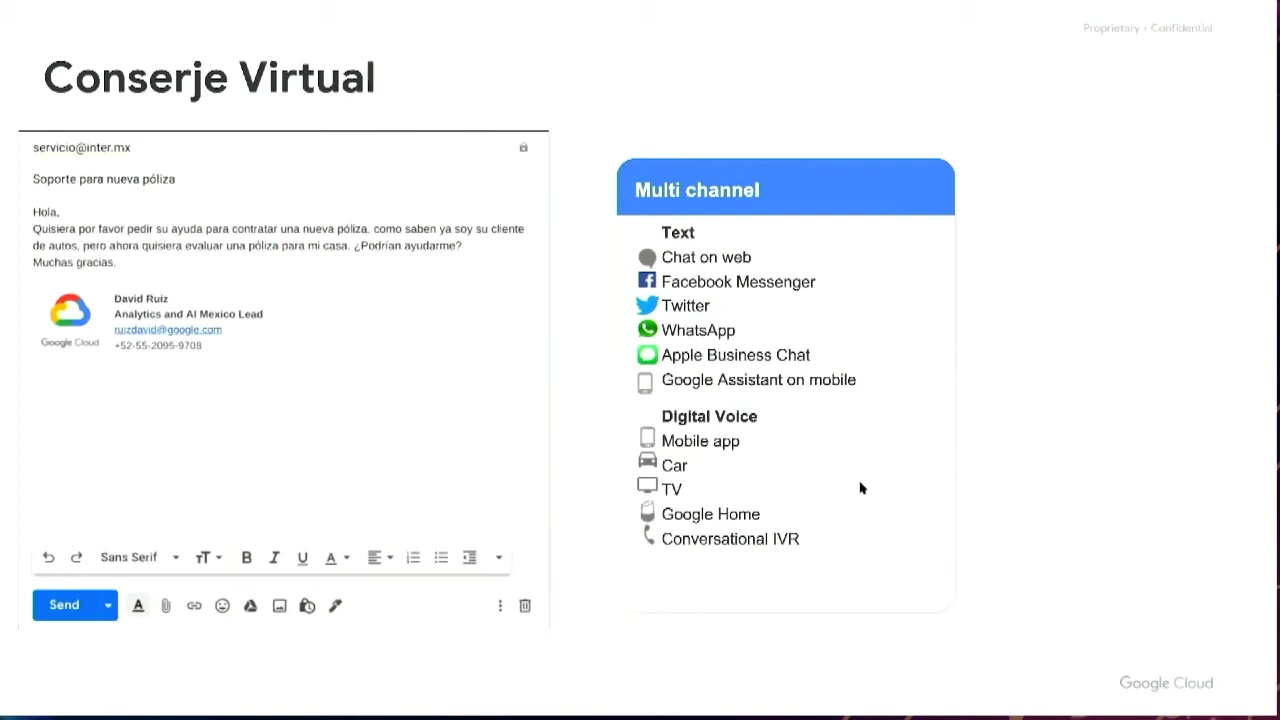 Proprietary + Confidential
Conserje Virtual
servicio@inter.mx
Soporte para nueva póliza
Hola,
Quisiera por favor pedir su ayuda para contratar una nueva póliza, como saben ya soy su cliente
de autos, pero ahora quisiera evaluar una póliza para mi casa. ¿Podrían ayudarme?
Muchas gracias.
David Ruiz
Analytics and AI Mexico Lead
ruizdavid@google.com
+52-55-2095-9708
Google Cloud
Sans Serif
Send
Multi channel
Text
Chat on web
Facebook Messenger
Twitter
WhatsApp
Apple Business Chat
Google Assistant on mobile
Digital Voice
Mobile app
Car
TV
Google Home
Conversational IVR
Google Cloud